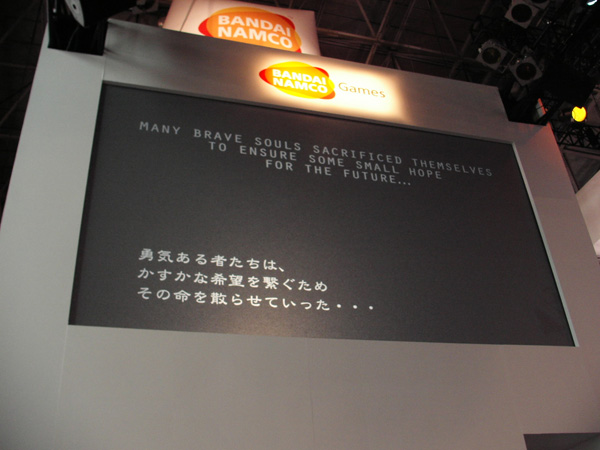 BANDAI
NAMCO
BANDAI
NAMCO
Games
MANY BRAVE SOULS SACRIFICED THEMSELVES
TO ENSURE SOME SMALL HOPE
FOR THE FUTURE...
勇気ある者たちは、
かすかな希望を繋ぐため
その命を散らせていった・・・